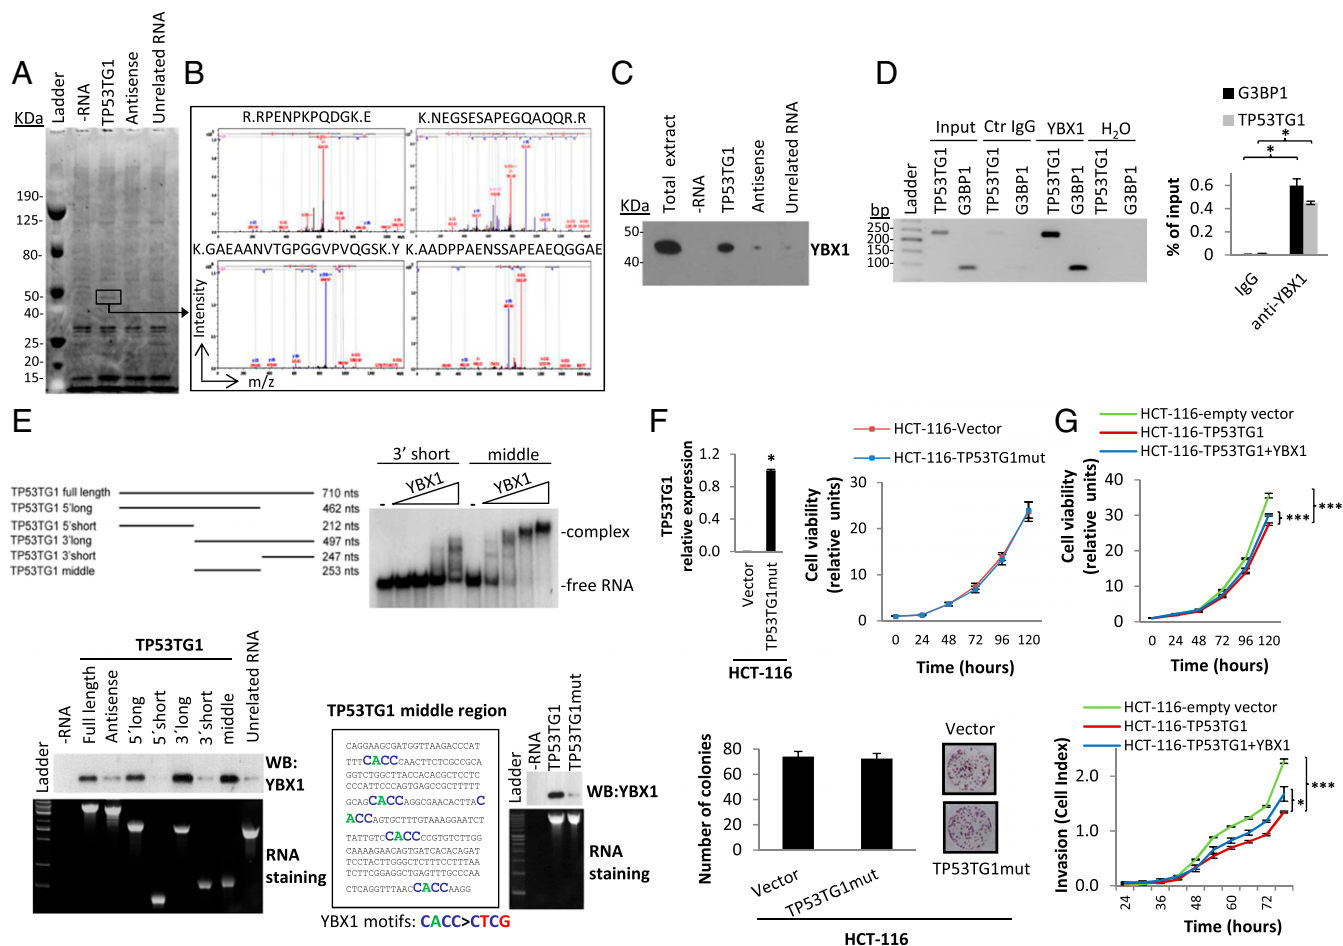 A
Ladder
-RNA
TP53TG1
Antisense
Unrelated RNA
KDa
190-
125-
80-
50-
40-
25-
20-
15-
B
R.RPENPKPQDGK.E
K.NEGSESAPEGQAQQR.R
K.GAEAANVTGPGGVPVQGSK.Y
K.AADPPAENSSAPEAEQGGAE
Intensity
m/z
C
Total extract
-RNA
TP53TG1
Antisense
Unrelated RNA
KDa
50-
40-
YBX1
D
Input
Ctr IgG
YBX1
H2O
Ladder
TP53TG1
G3BP1
TP53TG1
G3BP1
TP53TG1
G3BP1
TP53TG1
G3BP1
bp
250-
200-
150-
100-
G3BP1
TP53TG1
*
*
% of input
0.6
0.4
0.2
0
IgG
anti-YBX1
E
TP53TG1 full length 710 nts
TP53TG1 5'long 462 nts
TP53TG1 5'short 212 nts
TP53TG1 3'long 497 nts
TP53TG1 3'short 247 nts
TP53TG1 middle 253 nts
3' short
middle
- YBX1
- YBX1
-complex
-free RNA
TP53TG1
Ladder
-RNA
Full length
Antisense
5´long
5´short
3´long
3´short
middle
Unrelated RNA
WB:
YBX1
RNA
staining
TP53TG1 middle region
CAGGAAGCGATGGTTAAGACCCAT
TTTCACCCAACTTCTCGCCGCA
GTCTGGCTTACCACACGCTCCTC
CCCATTCCCAGTGAGCCGCTTCT
GCAGCACCAGGCGAACACTTAC
ACCAGTGCTTTGTAAAGGAATCT
TATTGTCCACCCCGTGTCTTGG
CAAAAGAACAGTGATCACACAGAT
TCCTACTTGGGCTCTTTCCTTTAA
TCTTCGGAGGCTGAGTTTGCCCAA
CTCAGGTTTAACCACCAAGG
YBX1 motifs: CACC>CTCG
Ladder
-RNA
TP53TG1
TP53TG1mut
WB:YBX1
RNA
staining
F
TP53TG1
relative expression
1.2
0.8
0.4
0.0
*
Vector
TP53TG1mut
HCT-116
HCT-116-Vector
HCT-116-TP53TG1mut
Cell viability
(relative units)
30
20
10
0
0 24 48 72 96 120
Time (hours)
Number of colonies
80
60
40
20
0
Vector
TP53TG1mut
HCT-116
Vector
TP53TG1mut
G
HCT-116-empty vector
HCT-116-TP53TG1
HCT-116-TP53TG1+YBX1
Cell viability
(relative units)
40
30
20
10
0
0 24 48 72 96 120
Time (hours)
***
***
HCT-116-empty vector
HCT-116-TP53TG1
HCT-116-TP53TG1+YBX1
Invasion (Cell Index)
2.0
1.0
0.0
24 36 48 60 72
Time (hours)
*
***